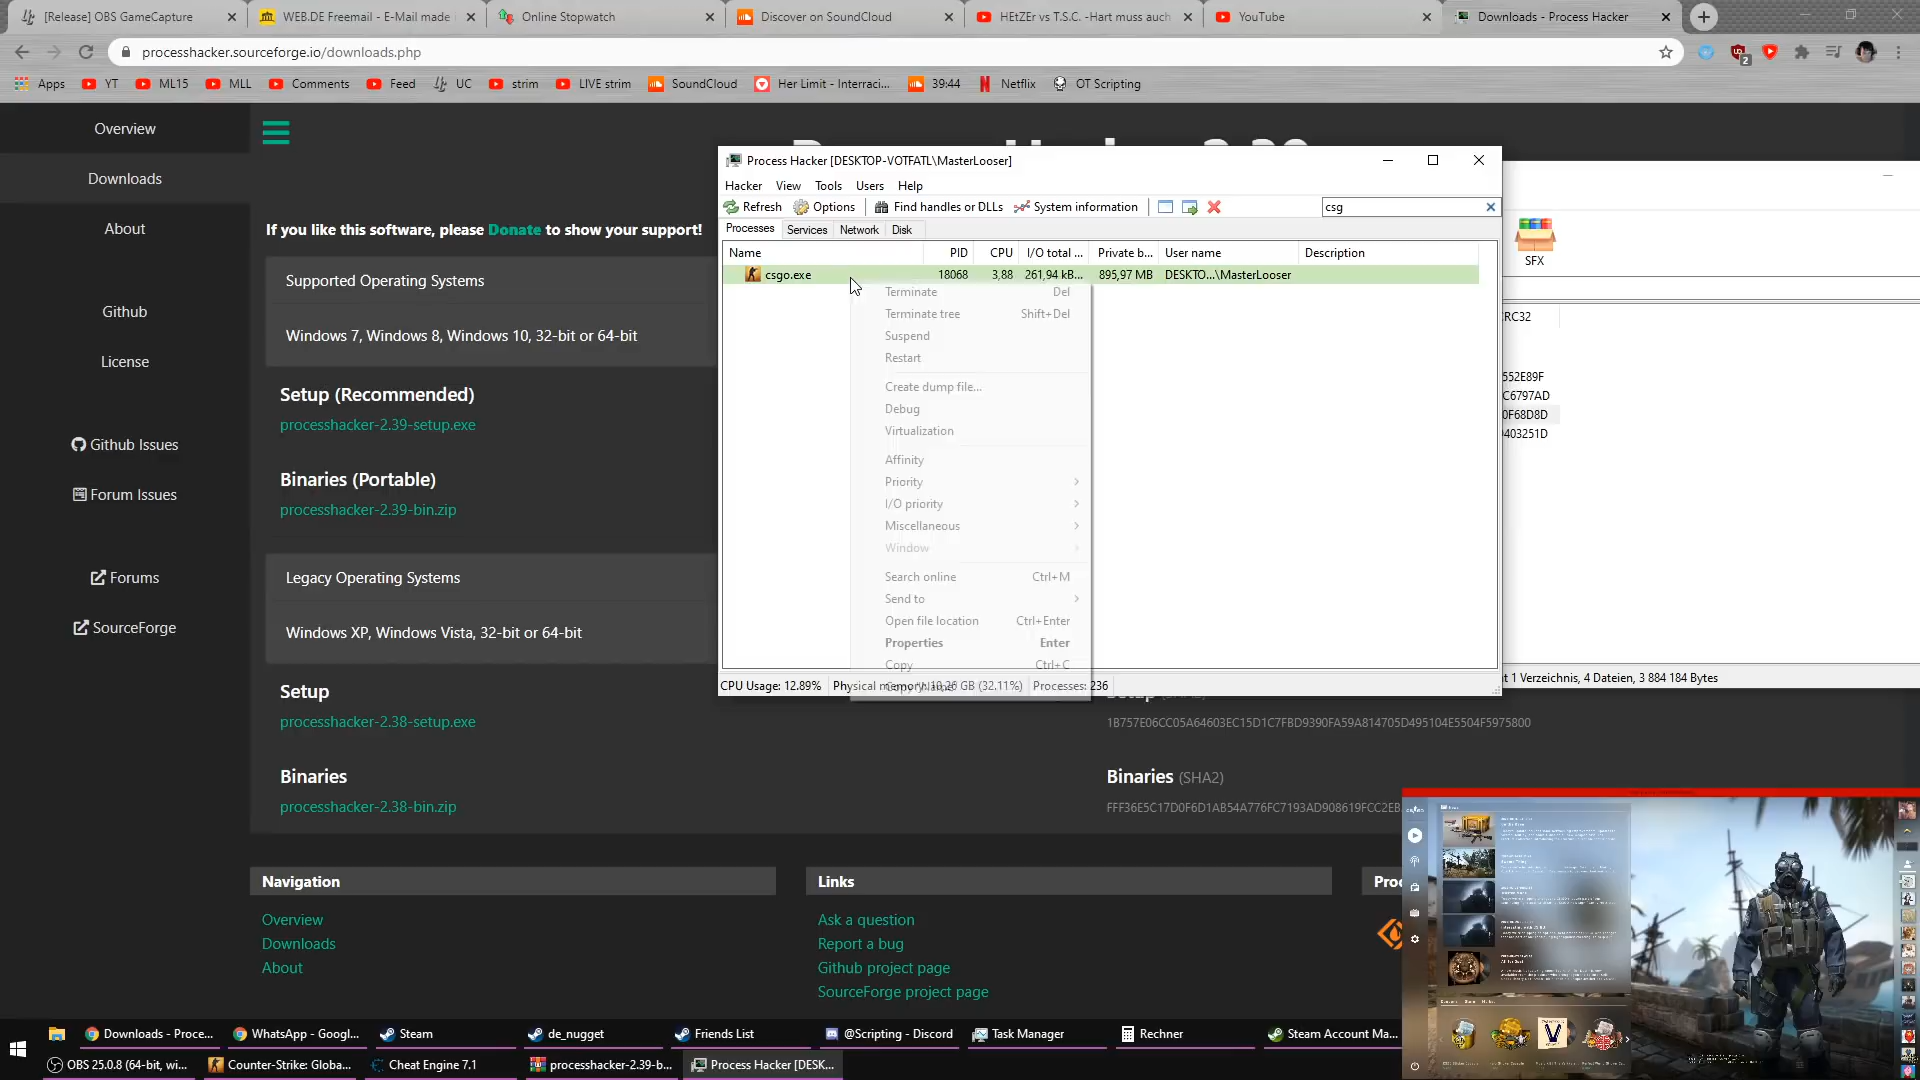 [Release] OBS GameCapture
WEB.DE Freemail - E-Mail made
Online Stopwatch
Discover on SoundCloud
HEtZEr vs T.S.C. -Hart muss auch
YouTube
Downloads - Process Hacker
processhacker.sourceforge.io/downloads.php
2
Apps YT ML15 MLL Comments Feed UC strim LIVE strim SoundCloud Her Limit - Interraci... 39:44 Netflix OT Scripting
Overview
Downloads
About
Github
License
Github Issues
Forum Issues
Forums
SourceForge
If you like this software, please Donate to show your support!
Supported Operating Systems
Windows 7, Windows 8, Windows 10, 32-bit or 64-bit
Setup (Recommended)
processhacker-2.39-setup.exe
Binaries (Portable)
processhacker-2.39-bin.zip
Legacy Operating Systems
Windows XP, Windows Vista, 32-bit or 64-bit
Setup
processhacker-2.38-setup.exe
1B757E06CC05A64603EC15D1C7FBD9390FA59A814705D495104E5504F5975800
Binaries
processhacker-2.38-bin.zip
Binaries (SHA2)
FFF36E5C17D0F6D1AB54A776FC7193AD908619FCC2EB
Process Hacker [DESKTOP-VOTFATL\MasterLooser]
Hacker View Tools Users Help
Refresh Options Find handles or DLLs System information csg
Processes Services Network Disk
Name PID CPU I/O total ... Private b... User name Description
csgo.exe 18068 3,88 261,94 kB... 895,97 MB DESKTO...\MasterLooser
Terminate Del
Terminate tree Shift+Del
Suspend
Restart
Create dump file...
Debug
Virtualization
Affinity
Priority
I/O priority
Miscellaneous
Window
Search online Ctrl+M
Send to
Open file location Ctrl+Enter
Properties Enter
Copy Ctrl+C
CPU Usage: 12.89% Physical memory: GB (32.11%) Processes: 236
SFX
CRC32
552E89F
C6797AD
0F68D8D
403251D
t 1 Verzeichnis, 4 Dateien, 3 884 184 Bytes
Navigation
Overview
Downloads
About
Links
Ask a question
Report a bug
Github project page
SourceForge project page
Proc
Downloads - Proce...
WhatsApp - Googl...
Steam
de_nugget
Friends List
@Scripting - Discord
Task Manager
Rechner
Steam Account Ma...
OBS 25.0.8 (64-bit, wi...
Counter-Strike: Globa...
Cheat Engine 7.1
processhacker-2.39-b...
Process Hacker [DESK...